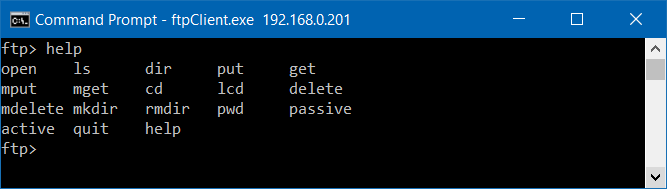 Command Prompt - ftpClient.exe 192.168.0.201
ftp> help
open ls dir put get
mput mget cd lcd delete
mdelete mkdir rmdir pwd passive
active quit help
ftp>